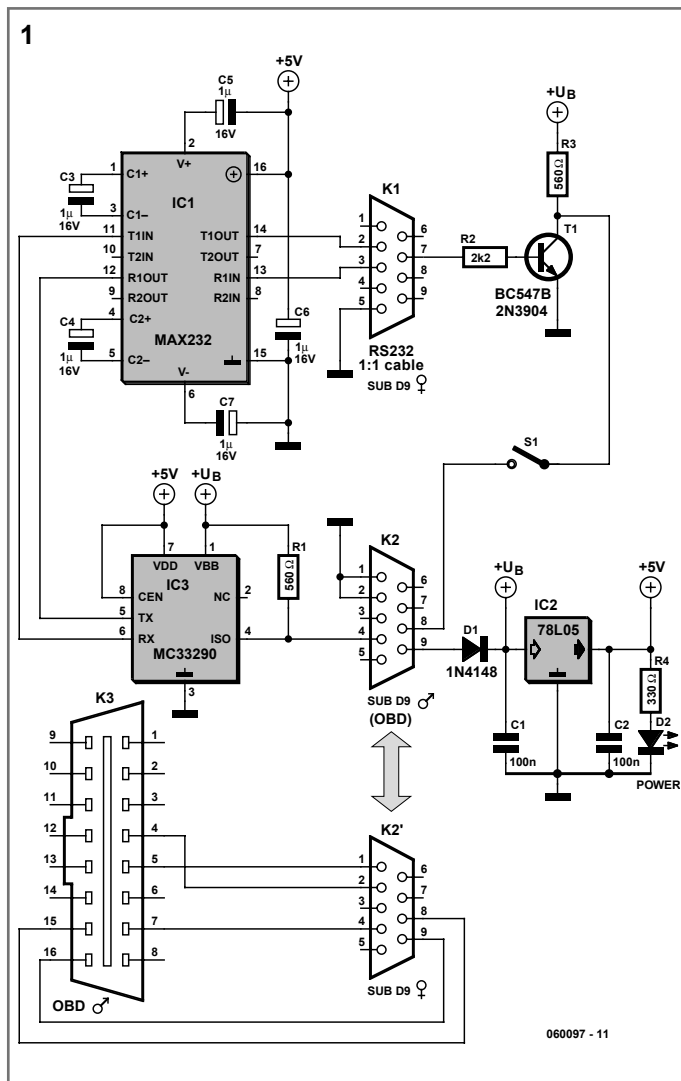 1
+5V
C5
1µ
16V
2
V+
C3
1µ
16V
1
C1+
3
C1–
11
T1IN
10
T2IN
12
R1OUT
9
R2OUT
4
C2+
5
C2–
C4
1µ
16V
IC1
MAX232
16
T1OUT
14
T2OUT
7
R1IN
13
R2IN
8
15
V-
6
C6
1µ
16V
C7
1µ
16V
K1
1
2
3
4
5
6
7
8
9
RS232
1:1 cable
SUB D9 ♀
R2
2k2
+UB
R3
560Ω
T1
BC547B
2N3904
S1
+5V
+UB
7
1
VDD
VBB
IC3
8
CEN
NC
2
5
TX
6
RX
ISO
4
MC33290
3
R1
560Ω
K2
1
2
3
4
5
6
7
8
9
SUB D9 ♂
(OBD)
D1
1N4148
+UB
IC2
78L05
+5V
R4
330Ω
D2
POWER
C1
100n
C2
100n
K3
9
10
11
12
13
14
15
16
1
2
3
4
5
6
7
8
OBD ♂
K2'
1
2
3
4
5
6
7
8
9
SUB D9 ♀
060097 - 11